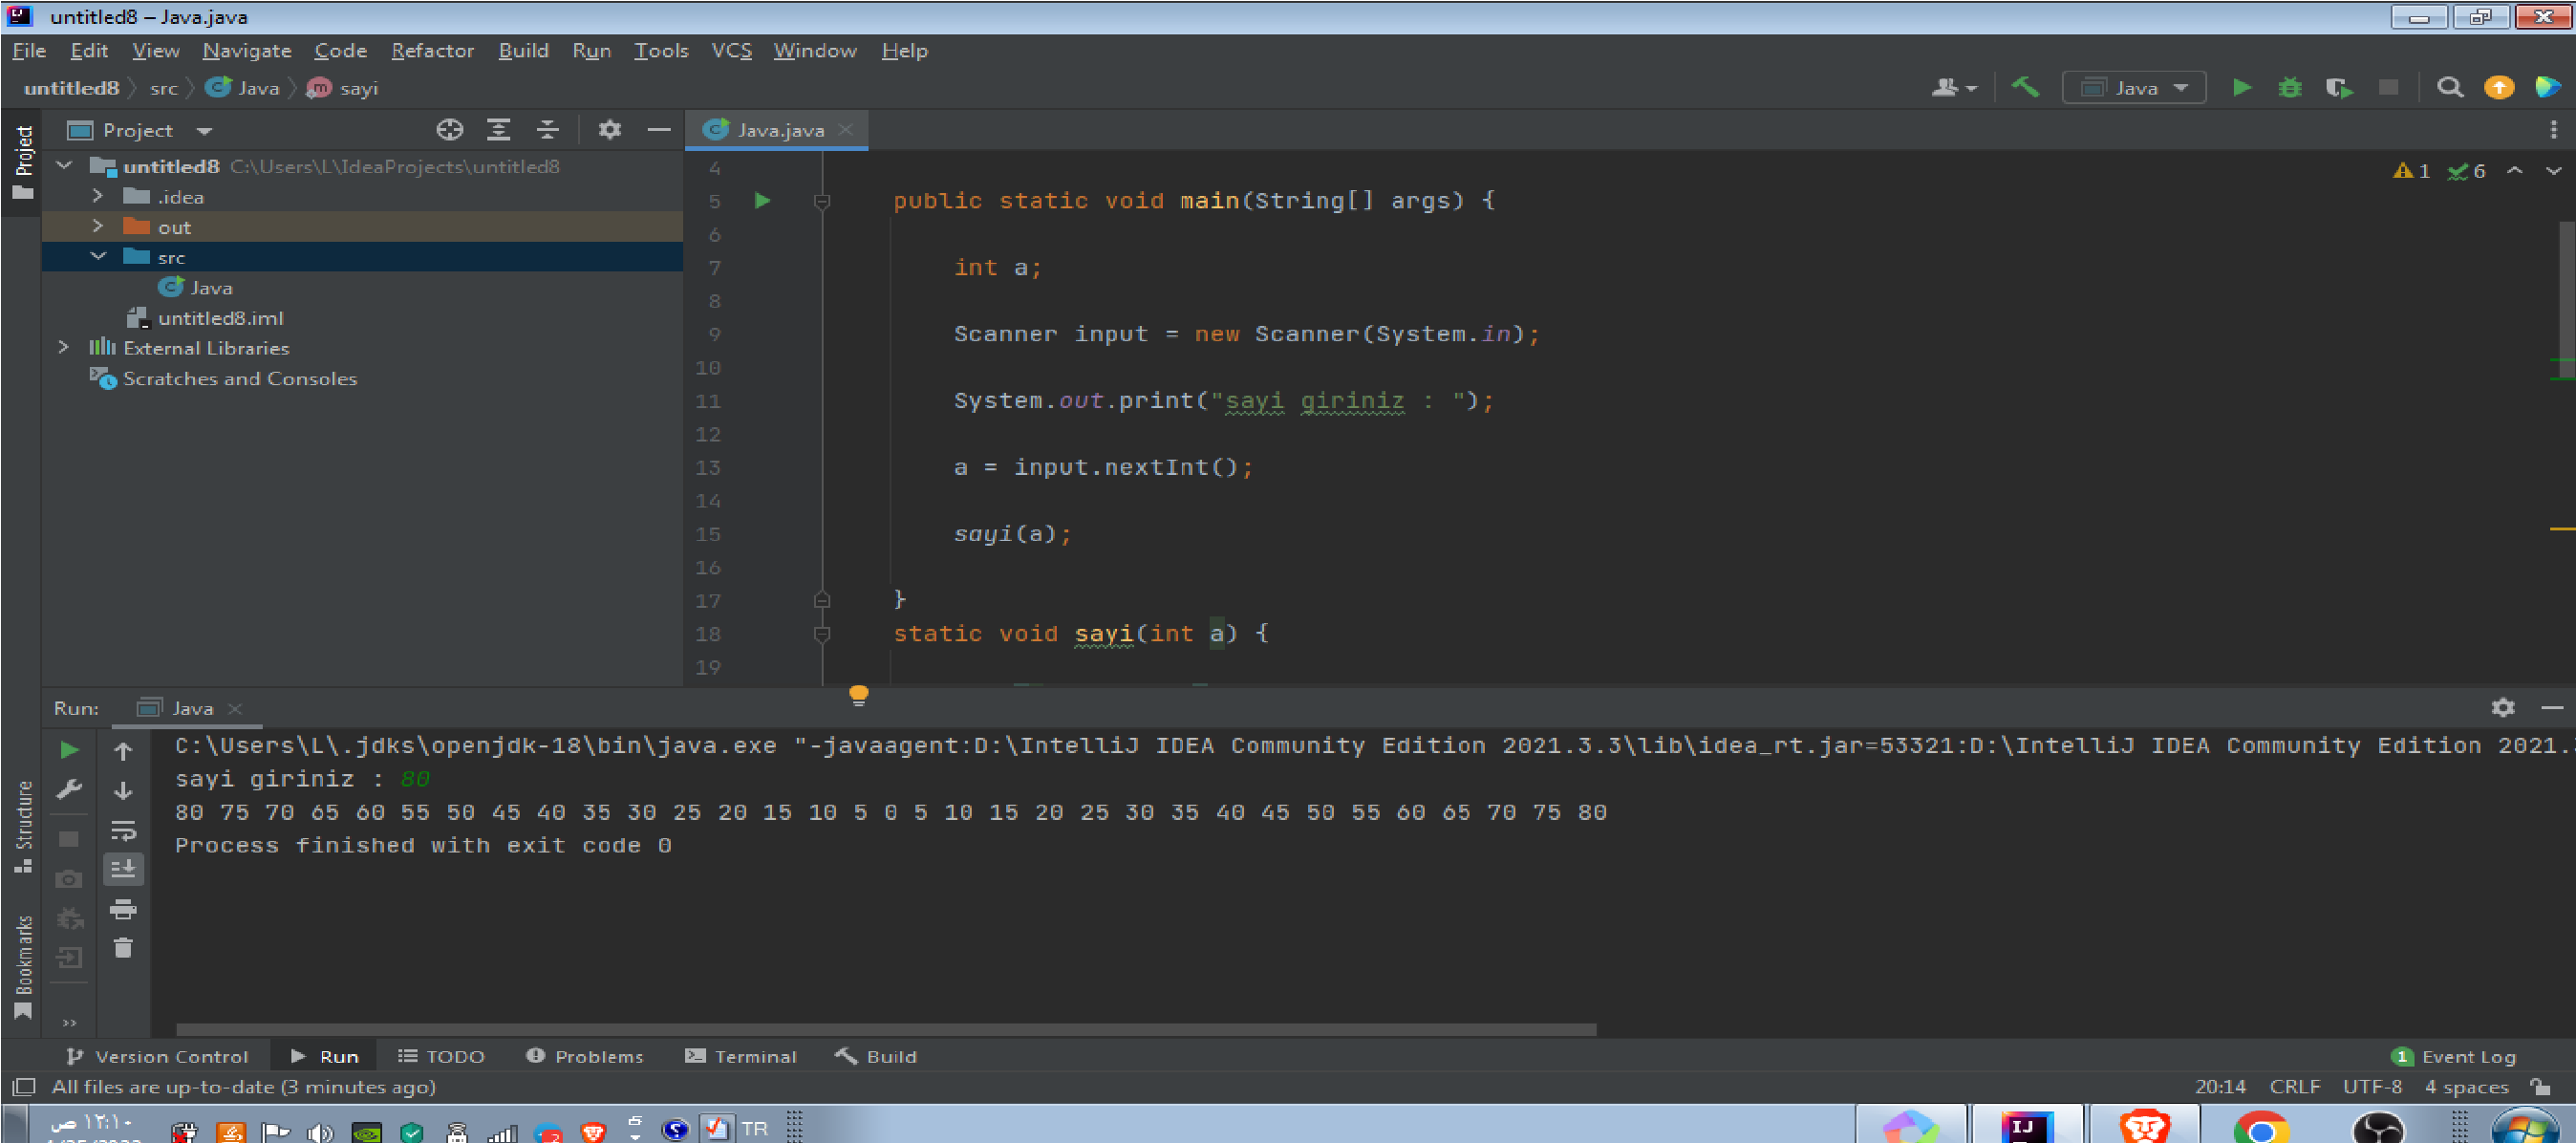 untitled8 – Java.java
File Edit View Navigate Code Refactor Build Run Tools VCS Window Help
untitled8 src Java sayi
Java
Project
Project
Java.java
untitled8 C:\Users\L\IdeaProjects\untitled8
.idea
out
src
Java
untitled8.iml
External Libraries
Scratches and Consoles
1 6
4
5 public static void main(String[] args) {
6
7 int a;
8
9 Scanner input = new Scanner(System.in);
10
11 System.out.print("sayi giriniz : ");
12
13 a = input.nextInt();
14
15 sayi(a);
16
17 }
18 static void sayi(int a) {
19
Run: Java
C:\Users\L\.jdks\openjdk-18\bin\java.exe "-javaagent:D:\IntelliJ IDEA Community Edition 2021.3.3\lib\idea_rt.jar=53321:D:\IntelliJ IDEA Community Edition 2021.
sayi giriniz : 80
80 75 70 65 60 55 50 45 40 35 30 25 20 15 10 5 0 5 10 15 20 25 30 35 40 45 50 55 60 65 70 75 80
Process finished with exit code 0
Structure
Bookmarks
Version Control Run TODO Problems Terminal Build
1 Event Log
All files are up-to-date (3 minutes ago)
20:14 CRLF UTF-8 4 spaces
١٢:١٠ ص
TR
IJ